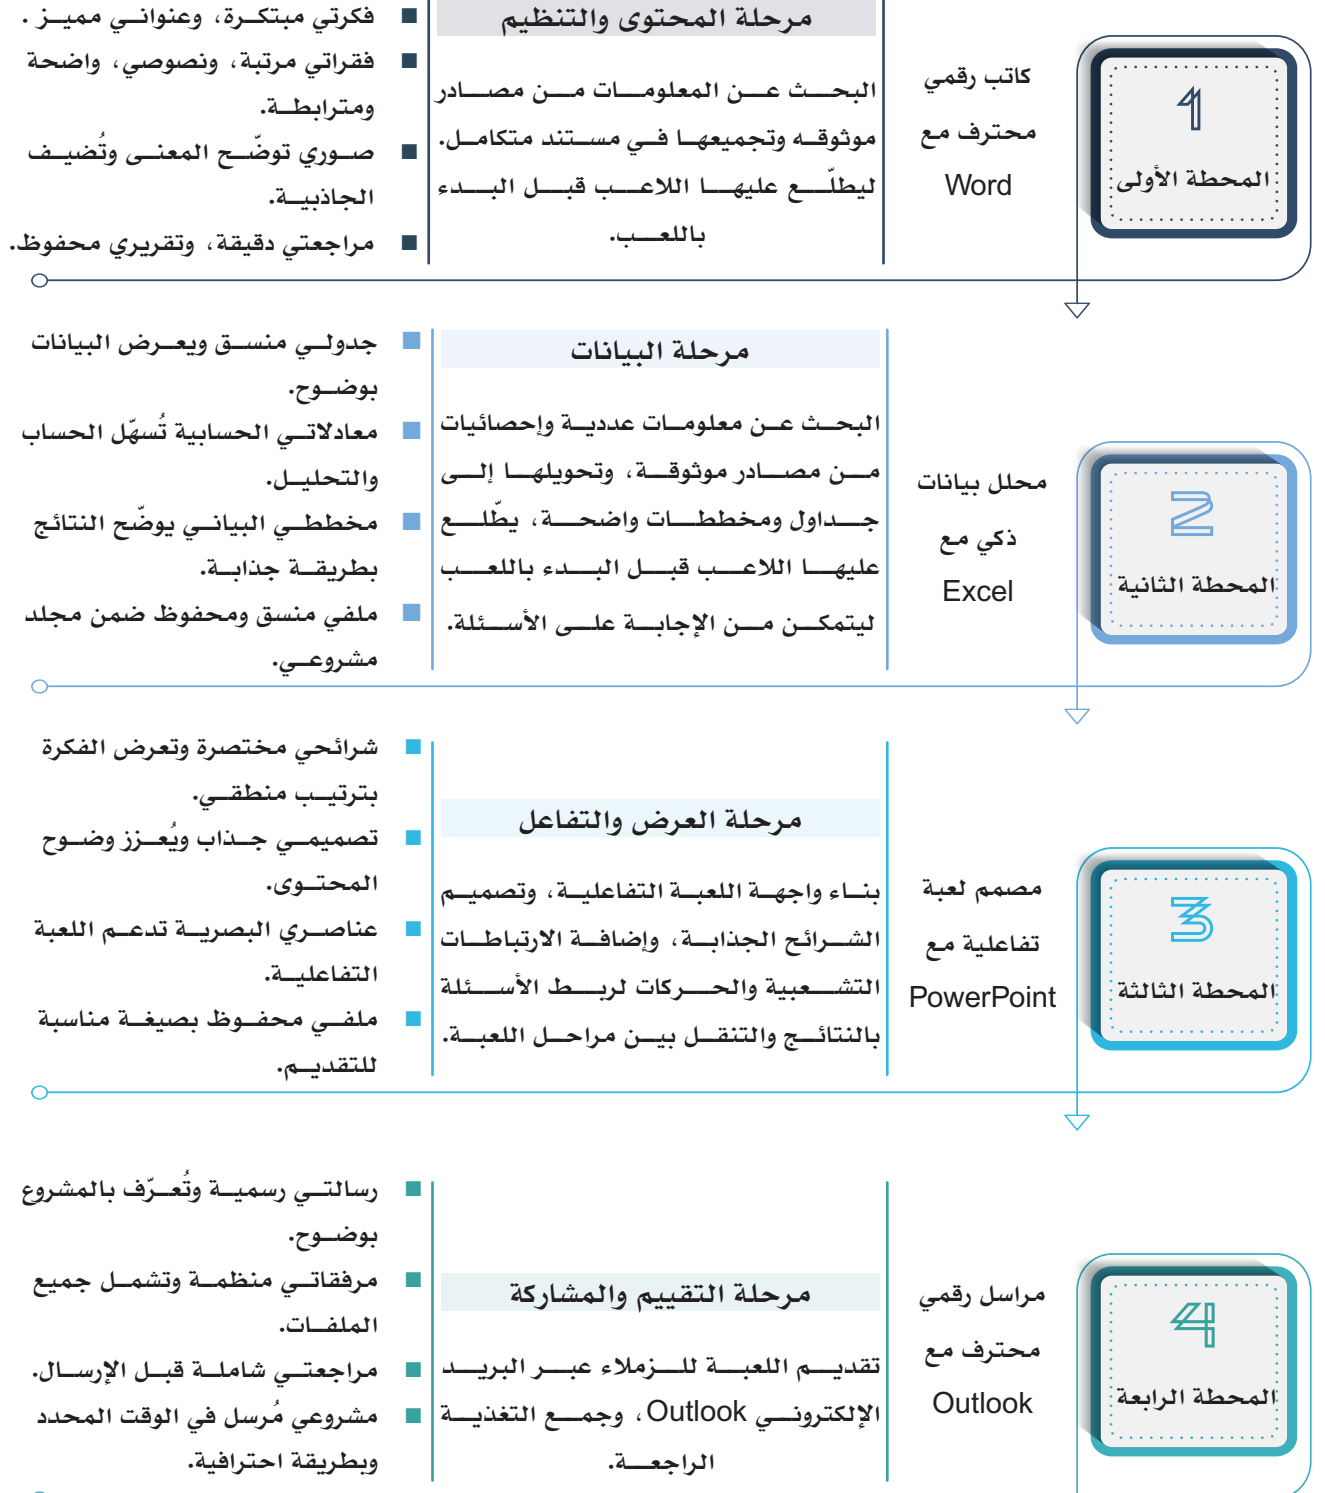 1
المحطة الأولى
كاتب رقمي
محترف مع
Word
مرحلة المحتوى والتنظيم
البحث عن المعلومات من مصادر
موثوقه وتجميعها في مستند متكامل.
ليطلّع عليها اللاعب قبل البدء
باللعب.
فكرتي مبتكرة، وعنواني مميز .
فقراتي مرتبة، ونصوصي، واضحة
ومترابطة.
صوري توضّح المعنى وتُضيف
الجاذبية.
مراجعتي دقيقة، وتقريري محفوظ.
2
المحطة الثانية
محلل بيانات
ذكي مع
Excel
مرحلة البيانات
البحث عن معلومات عددية وإحصائيات
من مصادر موثوقة، وتحويلها إلى
جداول ومخططات واضحة، يطّلع
عليها اللاعب قبل البدء باللعب
ليتمكن من الإجابة على الأسئلة.
جدولي منسق ويعرض البيانات
بوضوح.
معادلاتي الحسابية تُسهّل الحساب
والتحليل.
مخططي البياني يوضّح النتائج
بطريقة جذابة.
ملفي منسق ومحفوظ ضمن مجلد
مشروعي.
3
المحطة الثالثة
مصمم لعبة
تفاعلية مع
PowerPoint
مرحلة العرض والتفاعل
بناء واجهة اللعبة التفاعلية، وتصميم
الشرائح الجذابة، وإضافة الارتباطات
التشعبية والحركات لربط الأسئلة
بالنتائج والتنقل بين مراحل اللعبة.
شرائحي مختصرة وتعرض الفكرة
بترتيب منطقي.
تصميمي جذاب ويُعزز وضوح
المحتوى.
عناصري البصرية تدعم اللعبة
التفاعلية.
ملفي محفوظ بصيغة مناسبة
للتقديم.
4
المحطة الرابعة
مراسل رقمي
محترف مع
Outlook
مرحلة التقييم والمشاركة
تقديم اللعبة للزملاء عبر البريد
الإلكتروني Outlook، وجمع التغذية
الراجعة.
رسالتي رسمية وتُعرّف بالمشروع
بوضوح.
مرفقاتي منظمة وتشمل جميع
الملفات.
مراجعتي شاملة قبل الإرسال.
مشروعي مُرسل في الوقت المحدد
وبطريقة احترافية.